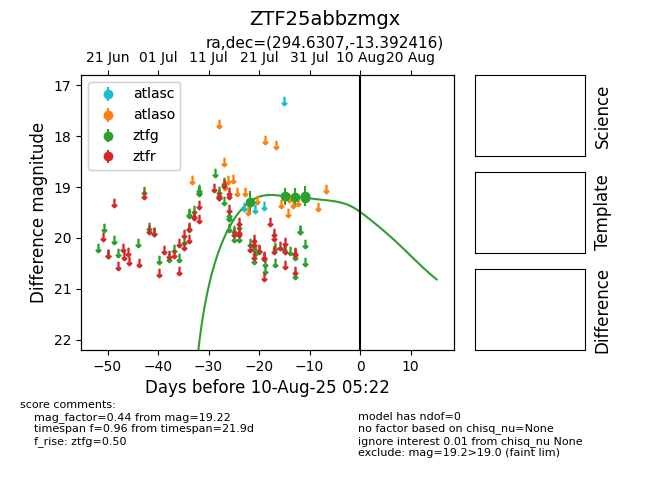 ZTF25abbzmgx
ra,dec=(294.6307,-13.392416)
21 Jun 01 Jul 11 Jul 21 Jul 31 Jul 10 Aug 20 Aug
atlasc
atlaso
ztfg
ztfr
17
18
19
20
21
22
Difference magnitude
−50 −40 −30 −20 −10 0 10
Days before 10-Aug-25 05:22
Science
Template
Difference
score comments:
mag_factor=0.44 from mag=19.22
timespan f=0.96 from timespan=21.9d
f_rise: ztfg=0.50
model has ndof=0
no factor based on chisq_nu=None
ignore interest 0.01 from chisq_nu None
exclude: mag=19.2>19.0 (faint lim)